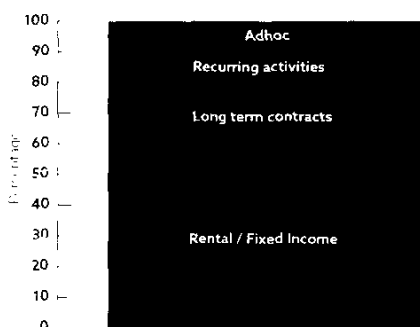 100
90
80
70
60
50
40
30
20
10
0
Percentage
Adhoc
Recurring activities
Long term contracts
Rental / Fixed Income